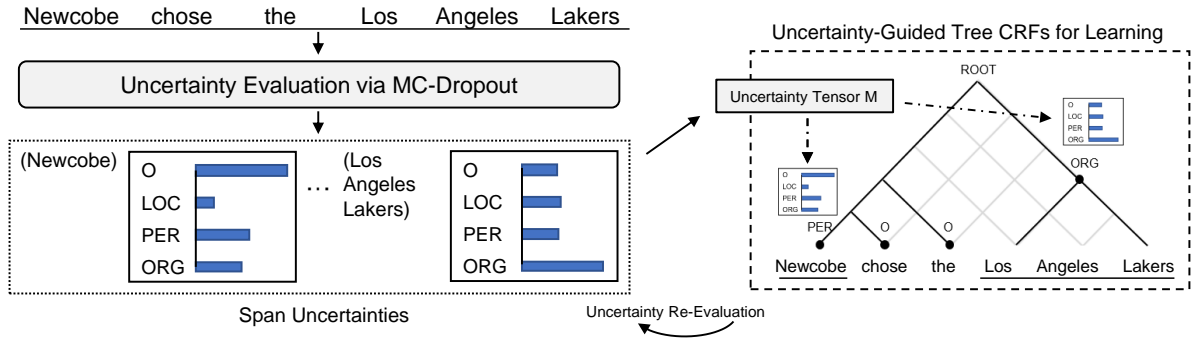 Newcobe chose the Los Angeles Lakers
Uncertainty Evaluation via MC-Dropout
(Newcobe)
O
LOC
PER
ORG
...
(Los
Angeles
Lakers)
O
LOC
PER
ORG
Span Uncertainties
Uncertainty Re-Evaluation
Uncertainty-Guided Tree CRFs for Learning
Uncertainty Tensor M
ROOT
O
LOC
PER
ORG
ORG
O
LOC
PER
ORG
PER O O
Newcobe chose the Los Angeles Lakers